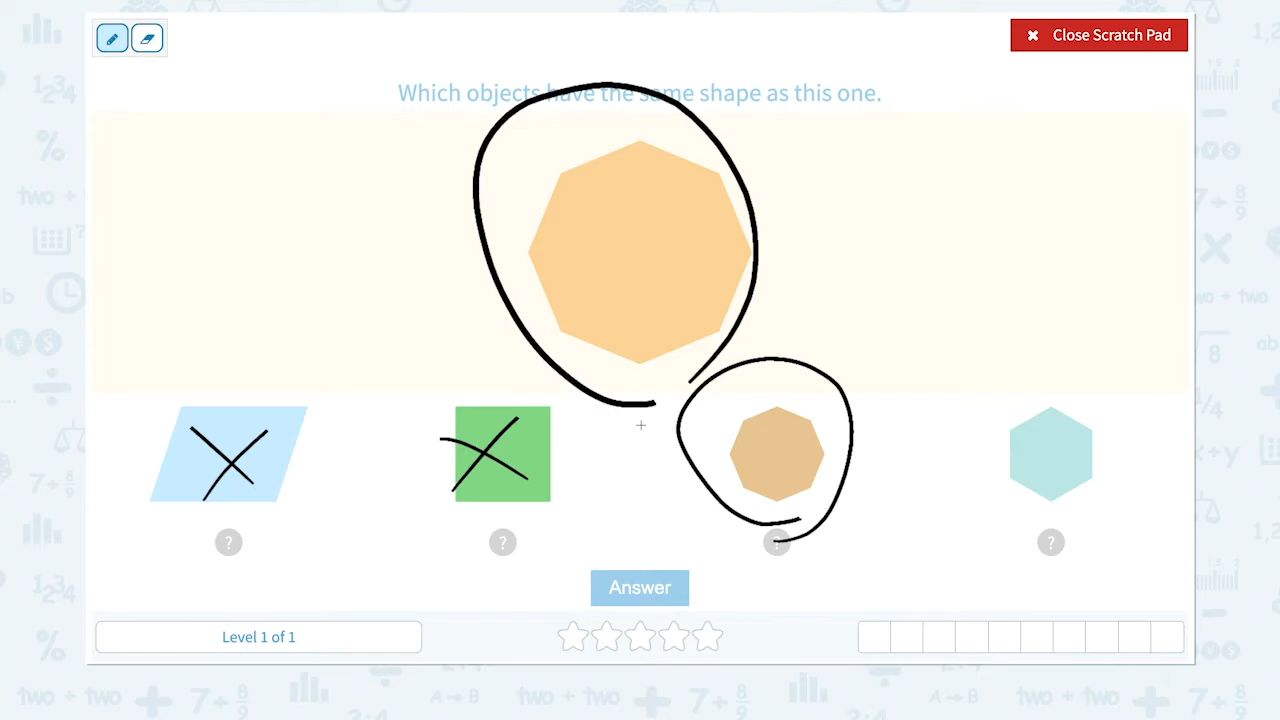 Close Scratch Pad
Which objects have the same shape as this one.
? ? ? ?
Answer
Level 1 of 1